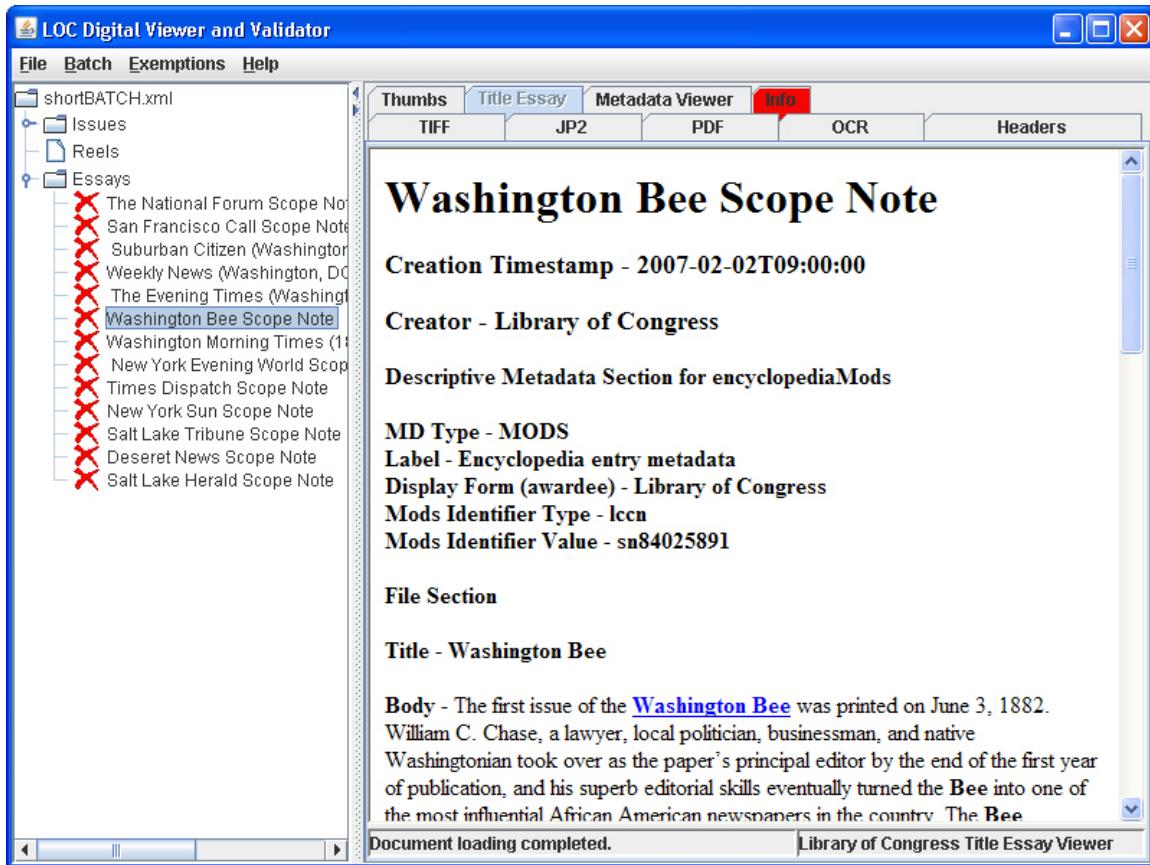 LOC Digital Viewer and Validator
File Batch Exemptions Help
shortBATCH.xml
Issues
Reels
Essays
The National Forum Scope No
San Francisco Call Scope Note
Suburban Citizen (Washington
Weekly News (Washington, DC
The Evening Times (Washingt
Washington Bee Scope Note
Washington Morning Times (18
New York Evening World Scop
Times Dispatch Scope Note
New York Sun Scope Note
Salt Lake Tribune Scope Note
Deseret News Scope Note
Salt Lake Herald Scope Note
Thumbs Title Essay Metadata Viewer Info
TIFF JP2 PDF OCR Headers
Washington Bee Scope Note
Creation Timestamp - 2007-02-02T09:00:00
Creator - Library of Congress
Descriptive Metadata Section for encyclopediaMods
MD Type - MODS
Label - Encyclopedia entry metadata
Display Form (awardee) - Library of Congress
Mods Identifier Type - lccn
Mods Identifier Value - sn84025891
File Section
Title - Washington Bee
Body - The first issue of the Washington Bee was printed on June 3, 1882.
William C. Chase, a lawyer, local politician, businessman, and native
Washingtonian took over as the paper’s principal editor by the end of the first year
of publication, and his superb editorial skills eventually turned the Bee into one of
the most influential African American newspapers in the country. The Bee
Document loading completed. Library of Congress Title Essay Viewer